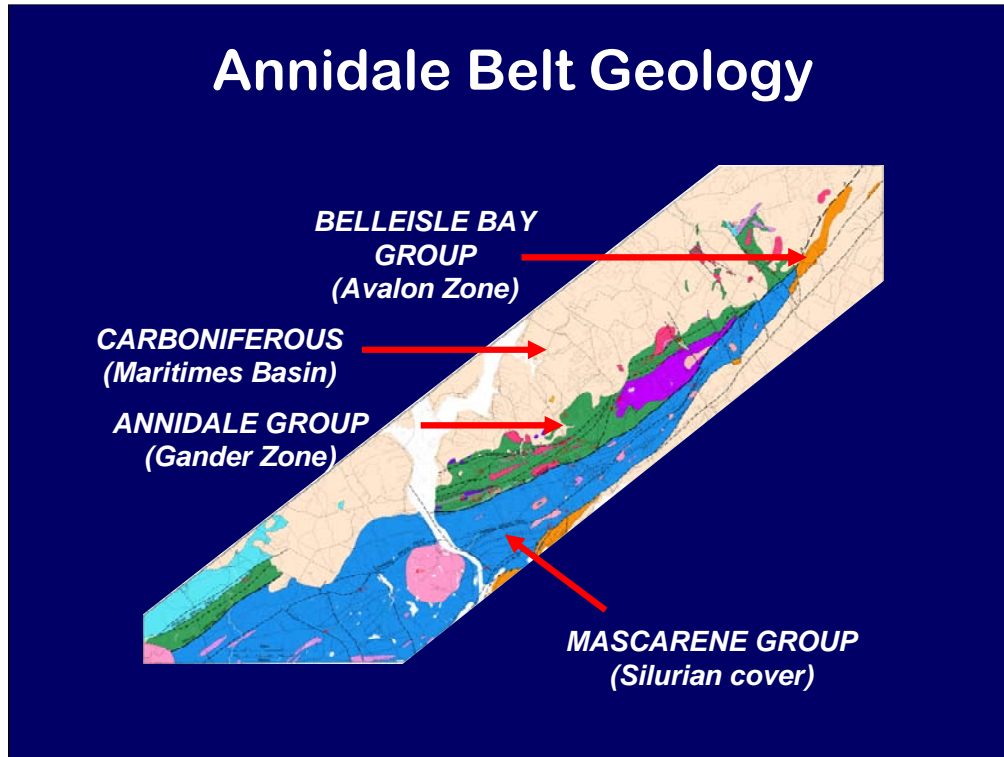 Annidale Belt Geology
BELLEISLE BAY
GROUP
(Avalon Zone)
CARBONIFEROUS
(Maritimes Basin)
ANNIDALE GROUP
(Gander Zone)
MASCARENE GROUP
(Silurian cover)